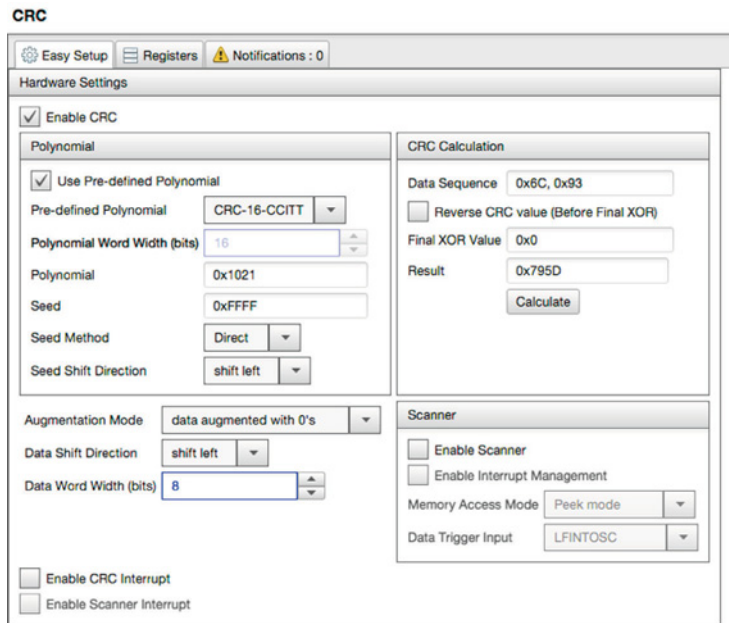 CRC
Easy Setup
Registers
Notifications : 0
Hardware Settings
Enable CRC
Polynomial
Use Pre-defined Polynomial
Pre-defined Polynomial CRC-16-CCITT
Polynomial Word Width (bits) 16
Polynomial 0x1021
Seed 0xFFFF
Seed Method Direct
Seed Shift Direction shift left
CRC Calculation
Data Sequence 0x6C, 0x93
Reverse CRC value (Before Final XOR)
Final XOR Value 0x0
Result 0x795D
Calculate
Augmentation Mode data augmented with 0's
Data Shift Direction shift left
Data Word Width (bits) 8
Scanner
Enable Scanner
Enable Interrupt Management
Memory Access Mode Peek mode
Data Trigger Input LFINTOSC
Enable CRC Interrupt
Enable Scanner Interrupt